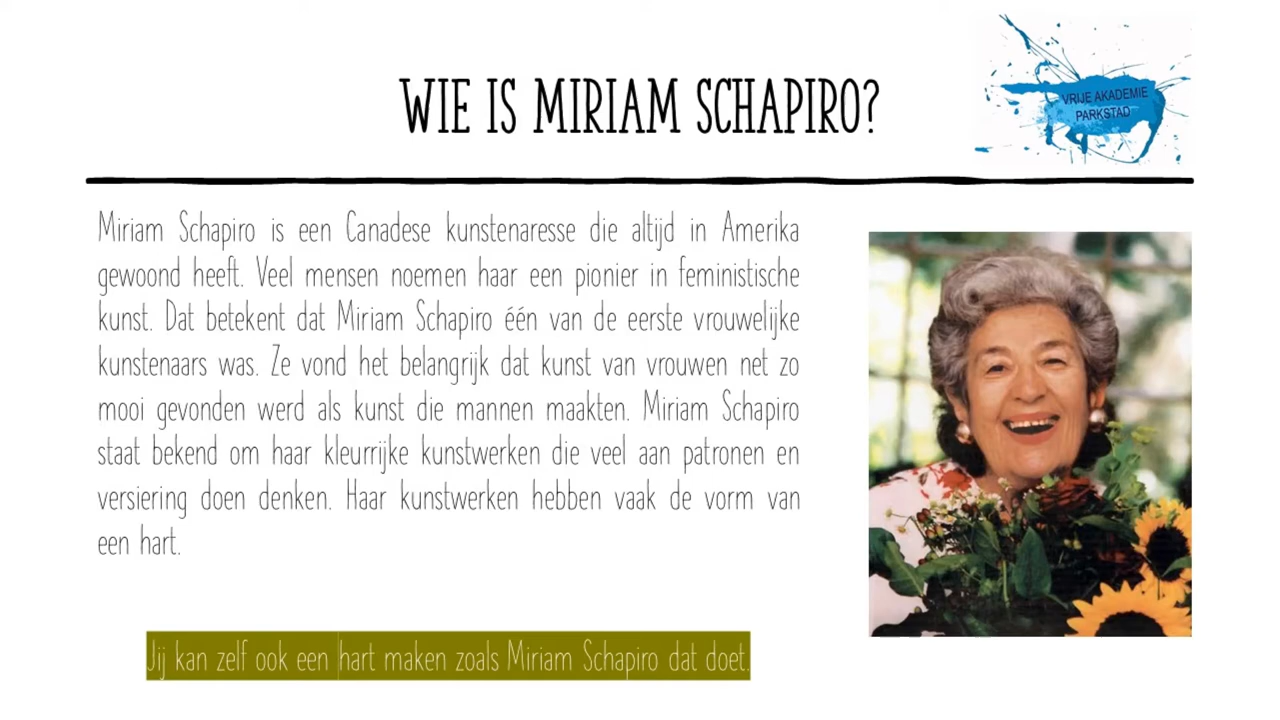 WIE IS MIRIAM SCHAPIRO?
VRIJE AKADEMIE
PARKSTAD
Miriam Schapiro is een Canadese kunstenaresse die altijd in Amerika
gewoond heeft. Veel mensen noemen haar een pionier in feministische
kunst. Dat betekent dat Miriam Schapiro één van de eerste vrouwelijke
kunstenaars was. Ze vond het belangrijk dat kunst van vrouwen net zo
mooi gevonden werd als kunst die mannen maakten. Miriam Schapiro
staat bekend om haar kleurrijke kunstwerken die veel aan patronen en
versiering doen denken. Haar kunstwerken hebben vaak de vorm van
een hart.
Jij kan zelf ook een hart maken zoals Miriam Schapiro dat doet.